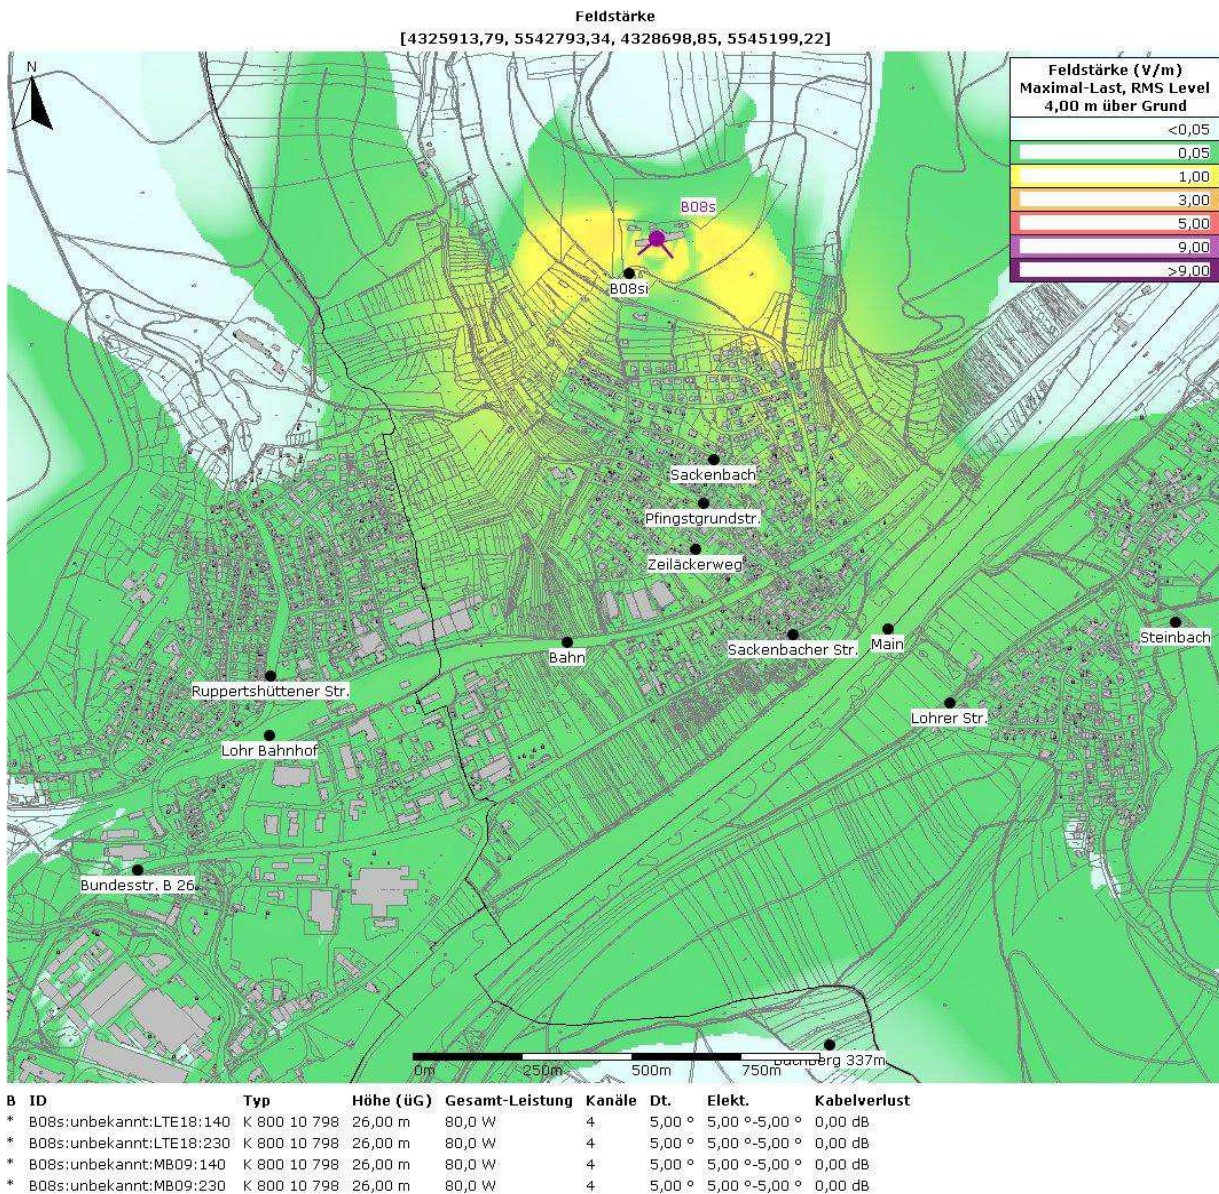 Feldstärke
[4325913,79, 5542793,34, 4328698,85, 5545199,22]
N
Feldstärke (V/m)
Maximal-Last, RMS Level
4,00 m über Grund
<0,05
0,05
1,00
3,00
5,00
9,00
>9,00
B08s
B08si
Sackenbach
Pfingstgrundstr.
Zeiläckerweg
Bahn
Sackenbacher Str.
Main
Steinbach
Ruppertshüttener Str.
Lohrer Str.
Lohr Bahnhof
Bundesstr. B 26
Buchberg 337m
0m 250m 500m 750m
B ID Typ Höhe (üG) Gesamt-Leistung Kanäle Dt. Elekt. Kabelverlust
* B08s:unbekannt:LTE18:140 K 800 10 798 26,00 m 80,0 W 4 5,00 ° 5,00 °-5,00 ° 0,00 dB
* B08s:unbekannt:LTE18:230 K 800 10 798 26,00 m 80,0 W 4 5,00 ° 5,00 °-5,00 ° 0,00 dB
* B08s:unbekannt:MB09:140 K 800 10 798 26,00 m 80,0 W 4 5,00 ° 5,00 °-5,00 ° 0,00 dB
* B08s:unbekannt:MB09:230 K 800 10 798 26,00 m 80,0 W 4 5,00 ° 5,00 °-5,00 ° 0,00 dB